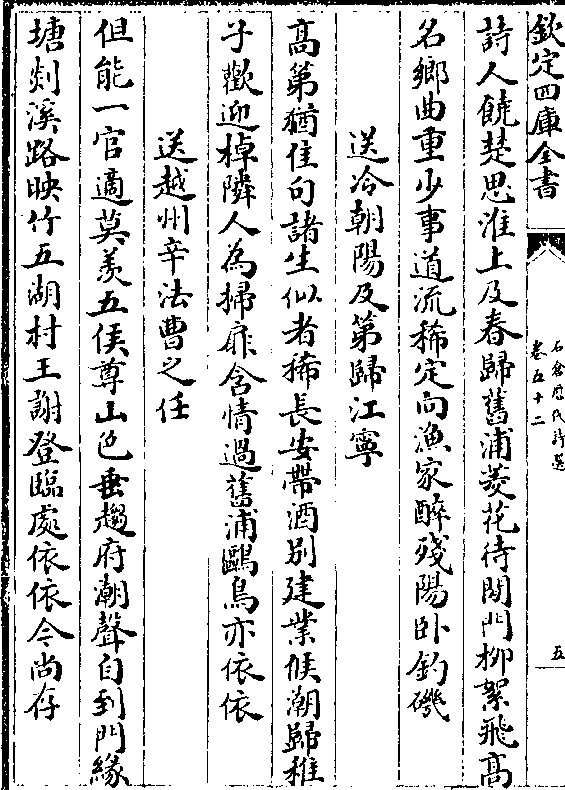 欽定四庫全書
石倉歷代詩選
卷五十二
五
詩人饒楚思淮上及春歸舊浦菱花待閑門柳絮飛高
名鄉曲重少事道流稀定向漁家醉殘陽卧釣磯
送冷朝陽及第歸江寧
高第猶佳句諸生似者稀長安帶酒别建業候潮歸稚
子歡迎棹隣人為掃扉含情過舊浦鷗鳥亦依依
送越州辛法曹之任
但能一官適莫羨五侯尊山色垂趨府潮聲自到門緣
塘剡溪路映竹五湖村王謝登臨處依依今尚存